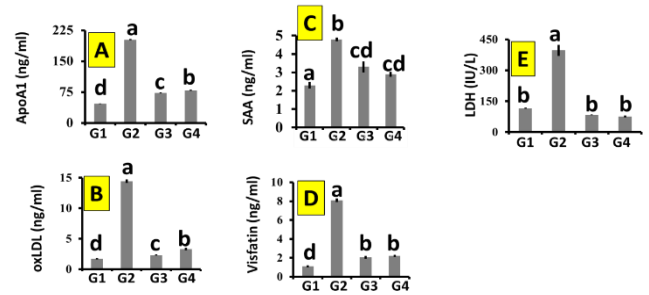 A
ApoA1 (ng/ml)
225
150
75
0
d a c b
G1 G2 G3 G4
C
SAA (ng/ml)
5
4
3
2
1
0
a b cd cd
G1 G2 G3 G4
E
LDH (IU/L)
450
300
150
0
b a b b
G1 G2 G3 G4
B
oxLDL (ng/ml)
15
10
5
0
d a c b
G1 G2 G3 G4
D
Visfatin (ng/ml)
10
8
6
4
2
0
d a b b
G1 G2 G3 G4